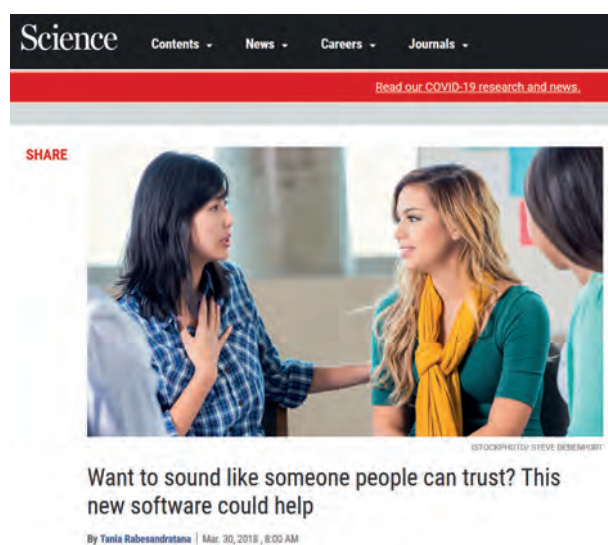 Science
Contents News Careers Journals
Read our COVID-19 research and news.
SHARE
ISTOCKPHOTO/ STEVE DEBENPORT
Want to sound like someone people can trust? This
new software could help
By Tania Rabesandratana | Mar. 30, 2018 , 8:00 AM